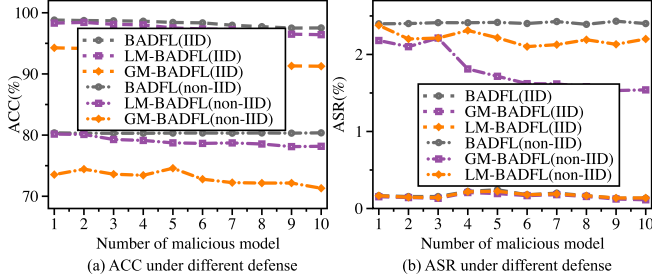 100
90
80
70
ACC(%)
BADFL(IID)
LM-BADFL(IID)
GM-BADFL(IID)
BADFL(non-IID)
LM-BADFL(non-IID)
GM-BADFL(non-IID)
1 2 3 4 5 6 7 8 9 10
Number of malicious model
(a) ACC under different defense
2
1
0
ASR(%)
BADFL(IID)
GM-BADFL(IID)
LM-BADFL(IID)
BADFL(non-IID)
GM-BADFL(non-IID)
LM-BADFL(non-IID)
1 2 3 4 5 6 7 8 9 10
Number of malicious model
(b) ASR under different defense